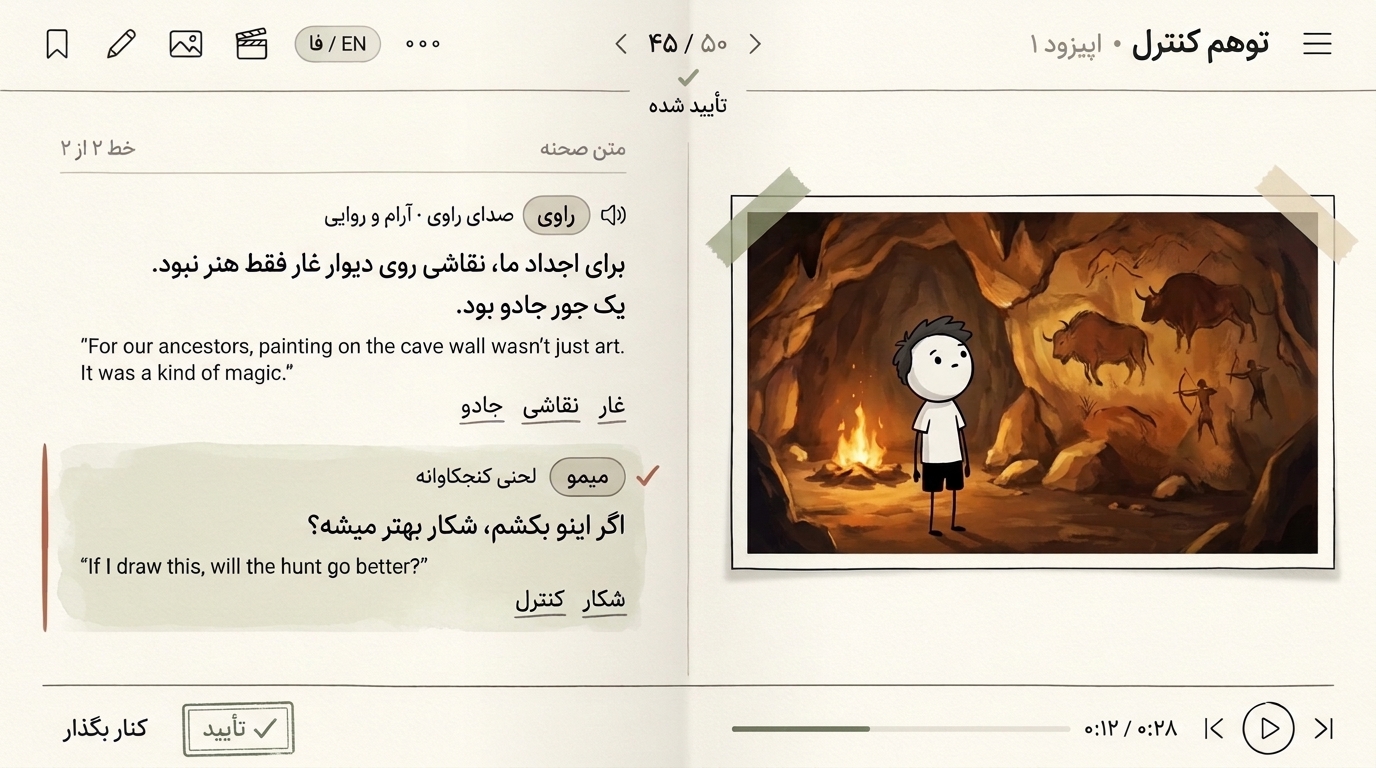 توهم کنترل • اپیزود ۱
۴۵ / ۵۰
فا / EN
تأیید شده
متن صحنه
خط ۲ از ۲
راوی صدای راوی · آرام و روایی
برای اجداد ما، نقاشی روی دیوار غار فقط هنر نبود.
یک جور جادو بود.
"For our ancestors, painting on the cave wall wasn't just art.
It was a kind of magic."
غار نقاشی جادو
میمو لحنی کنجکاوانه
اگر اینو بکشم، شکار بهتر میشه؟
"If I draw this, will the hunt go better?"
شکار کنترل
۰:۱۲ / ۰:۲۸
تأیید
کنار بگذار